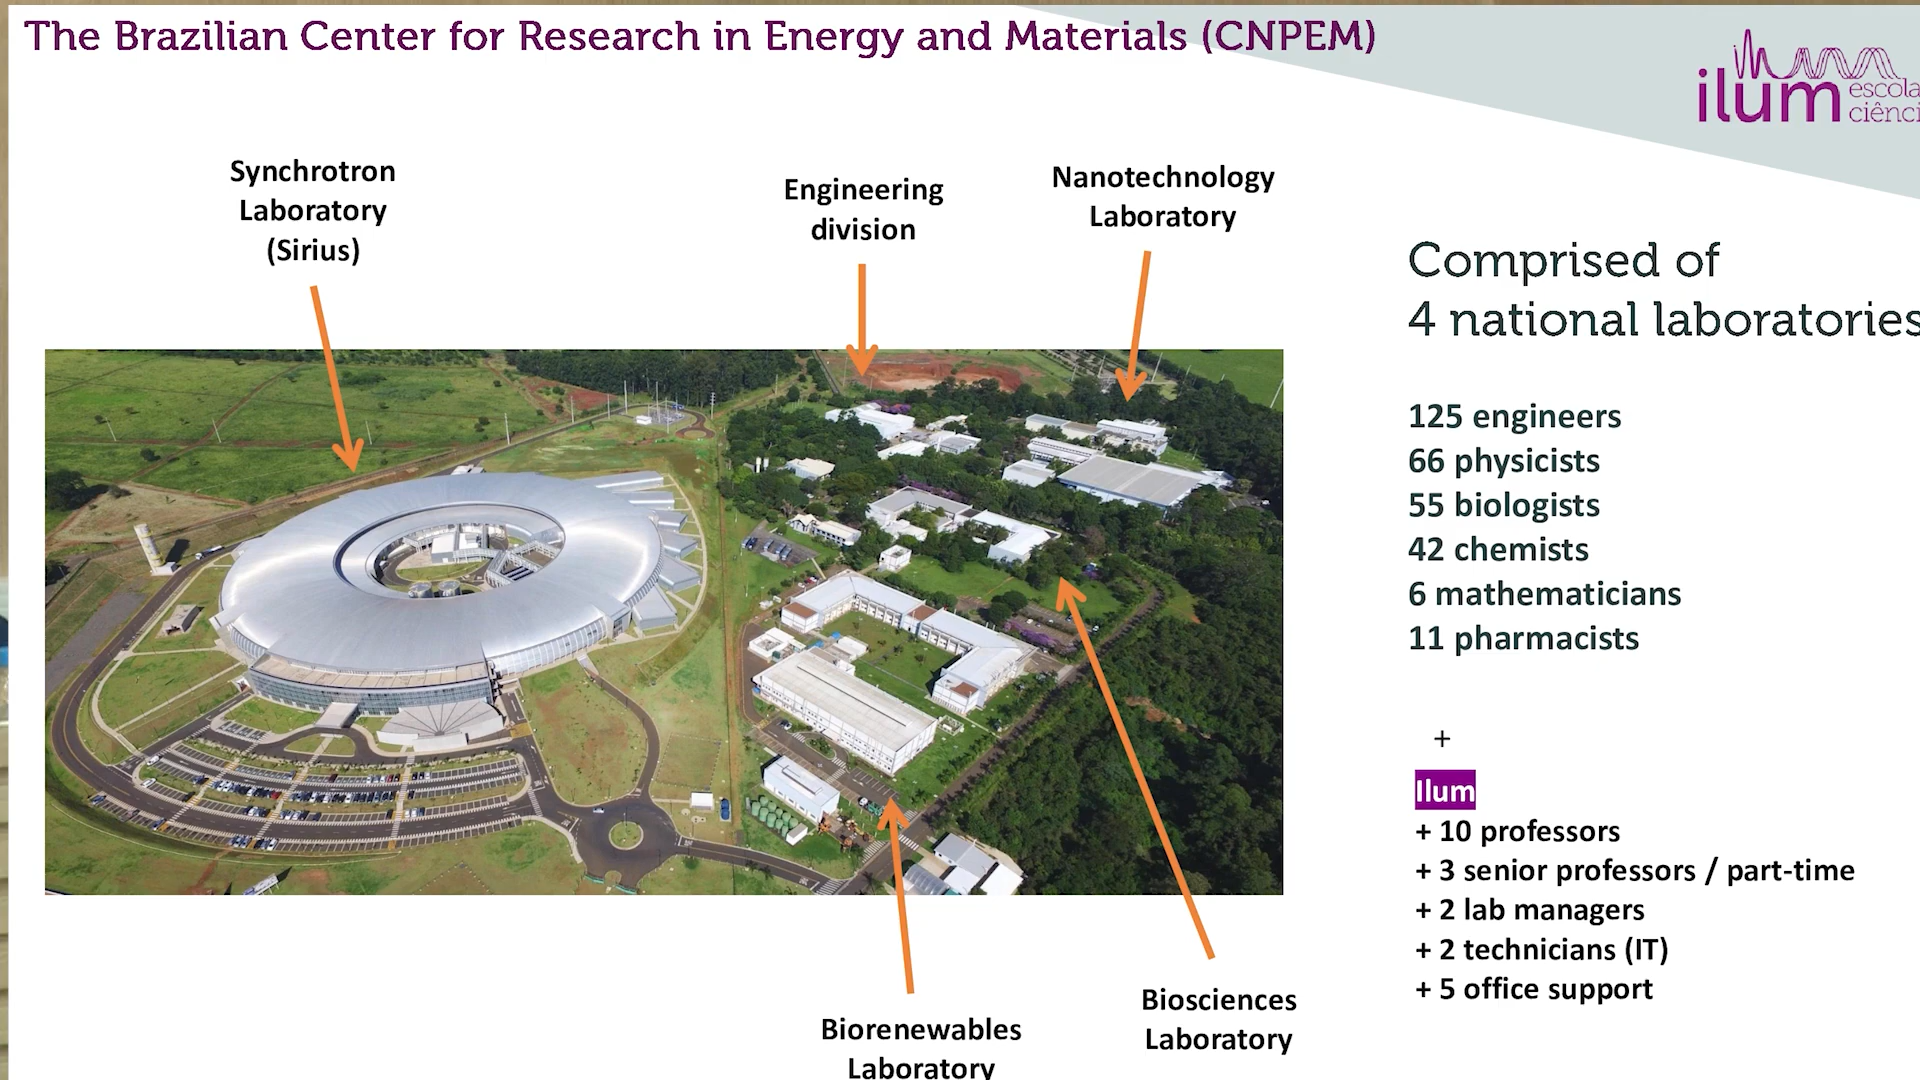 The Brazilian Center for Research in Energy and Materials (CNPEM)
ilum
escola
ciênci
Synchrotron
Laboratory
(Sirius)
Engineering
division
Nanotechnology
Laboratory
Comprised of
4 national laboratories
125 engineers
66 physicists
55 biologists
42 chemists
6 mathematicians
11 pharmacists
+
Ilum
+ 10 professors
+ 3 senior professors / part-time
+ 2 lab managers
+ 2 technicians (IT)
+ 5 office support
Biosciences
Laboratory
Biorenewables
Laboratory